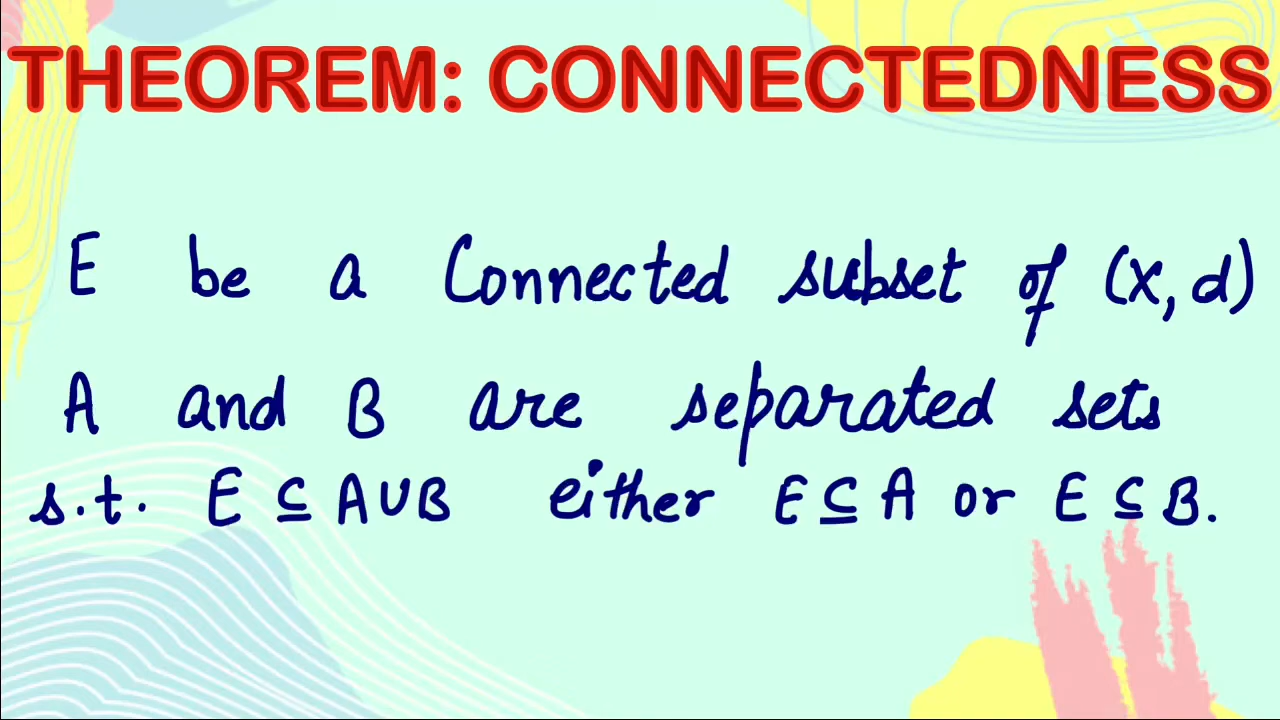 THEOREM: CONNECTEDNESS
E be a Connected subset of (X, d)
A and B are separated sets
s.t. E ⊆ A∪B either E ⊆ A or E ⊆ B.